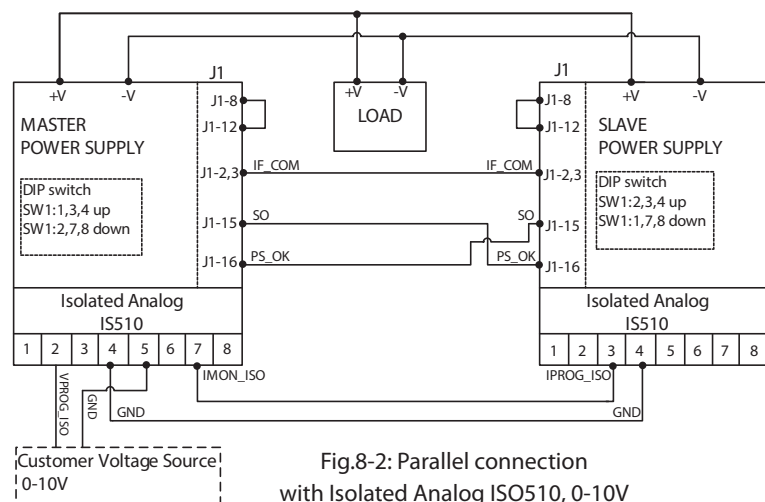 J1
J1
+V
-V
+V
-V
+V
-V
J1-8
J1-8
MASTER
POWER SUPPLY
LOAD
SLAVE
POWER SUPPLY
J1-12
J1-12
J1-2,3
IF_COM
IF_COM
J1-2,3
DIP switch
SW1:1,3,4 up
SW1:2,7,8 down
DIP switch
SW1:2,3,4 up
SW1:1,7,8 down
J1-15
SO
SO
J1-15
J1-16
PS_OK
PS_OK
J1-16
Isolated Analog
IS510
Isolated Analog
IS510
1 2 3 4 5 6 7 8
1 2 3 4 5 6 7 8
VPROG_ISO
GND
GND
IMON_ISO
IPROG_ISO
GND
Customer Voltage Source
0-10V
Fig.8-2: Parallel connection
with Isolated Analog ISO510, 0-10V